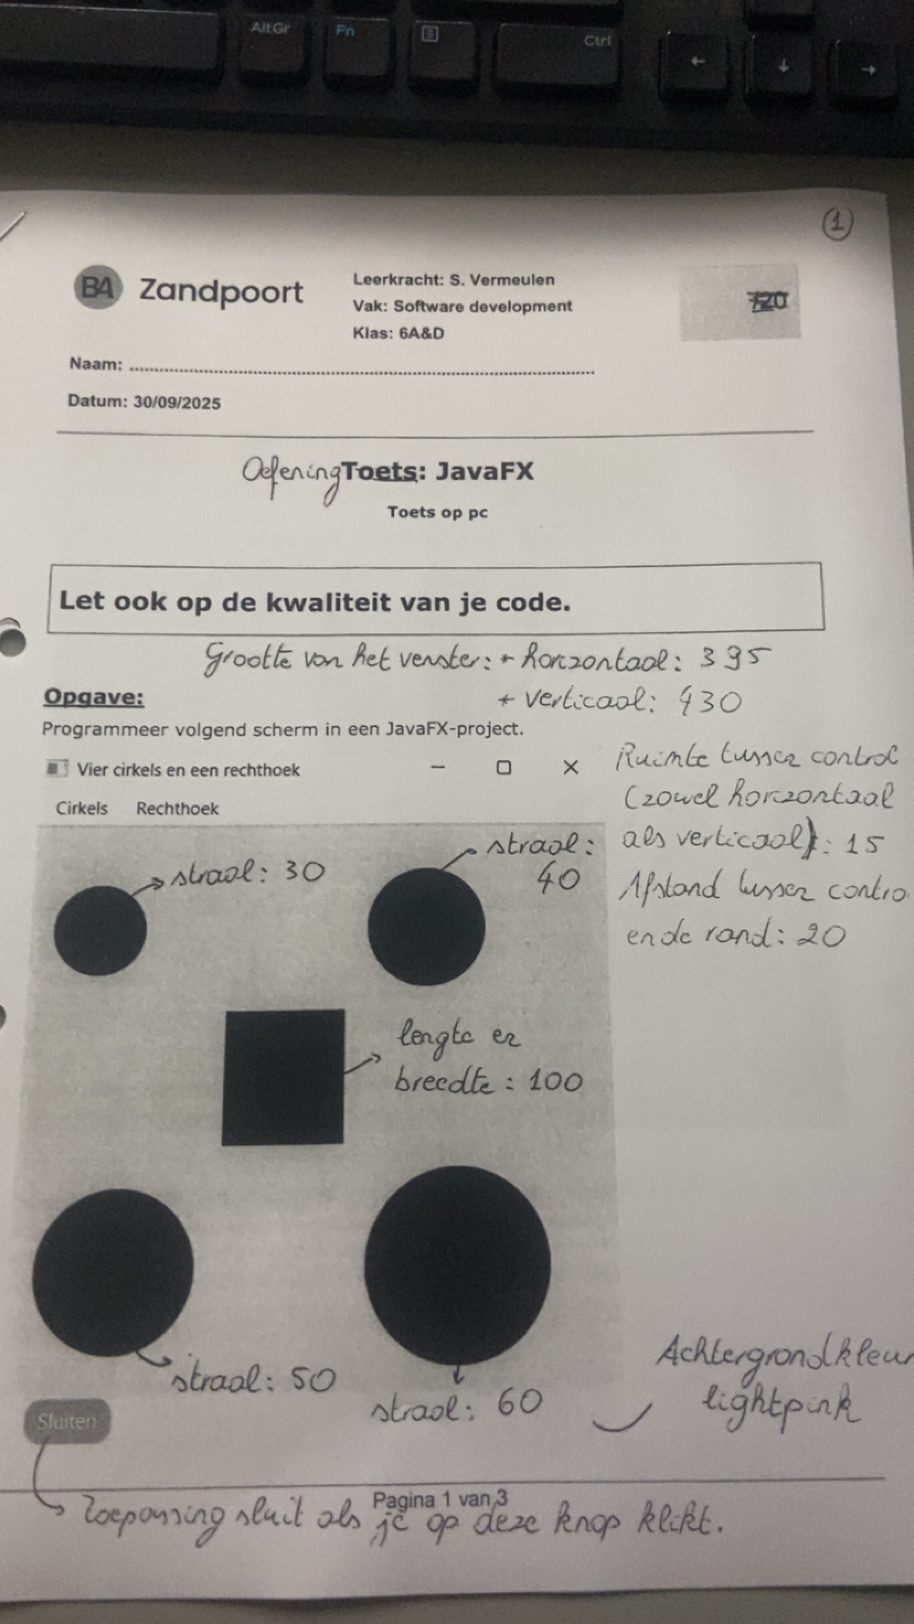 AltGr
Fn
Ctrl
←
↓
→
1
BA Zandpoort
Leerkracht: S. Vermeulen
Vak: Software development
Klas: 6A&D
Naam: ........................................
Datum: 30/09/2025
Oefening Toets: JavaFX
Toets op pc
Let ook op de kwaliteit van je code.
Grootte van het venster: + horizontaal: 395
+ verticaal: 430
Opgave:
Programmeer volgend scherm in een JavaFX-project.
Vier cirkels en een rechthoek
Cirkels Rechthoek
Ruimte tussen control
(zowel horizontaal
als verticaal): 15
Afstand tussen contro
en de rand: 20
straal: 30
straal:
40
lengte en
breedte: 100
straal: 50
straal: 60
Achtergrondkleur
lightpink
Sluiten
Pagina 1 van 3
Toepassing sluit als je op deze knop klikt.